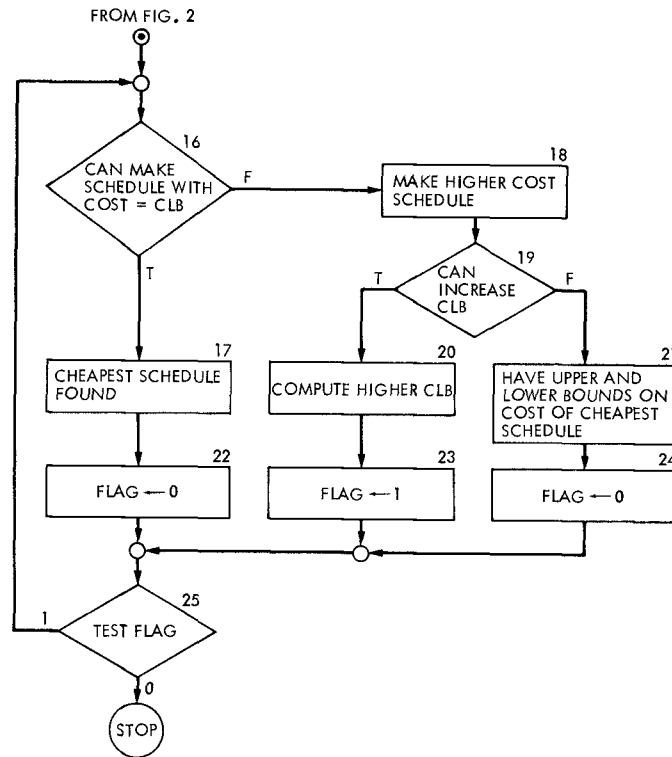 FROM FIG. 2
16
CAN MAKE
SCHEDULE WITH
COST = CLB
F
T
18
MAKE HIGHER COST
SCHEDULE
19
CAN
INCREASE
CLB
T
F
17
CHEAPEST SCHEDULE
FOUND
20
COMPUTE HIGHER CLB
21
HAVE UPPER AND
LOWER BOUNDS ON
COST OF CHEAPEST
SCHEDULE
22
FLAG ← 0
23
FLAG ← 1
24
FLAG ← 0
25
TEST FLAG
1
0
STOP